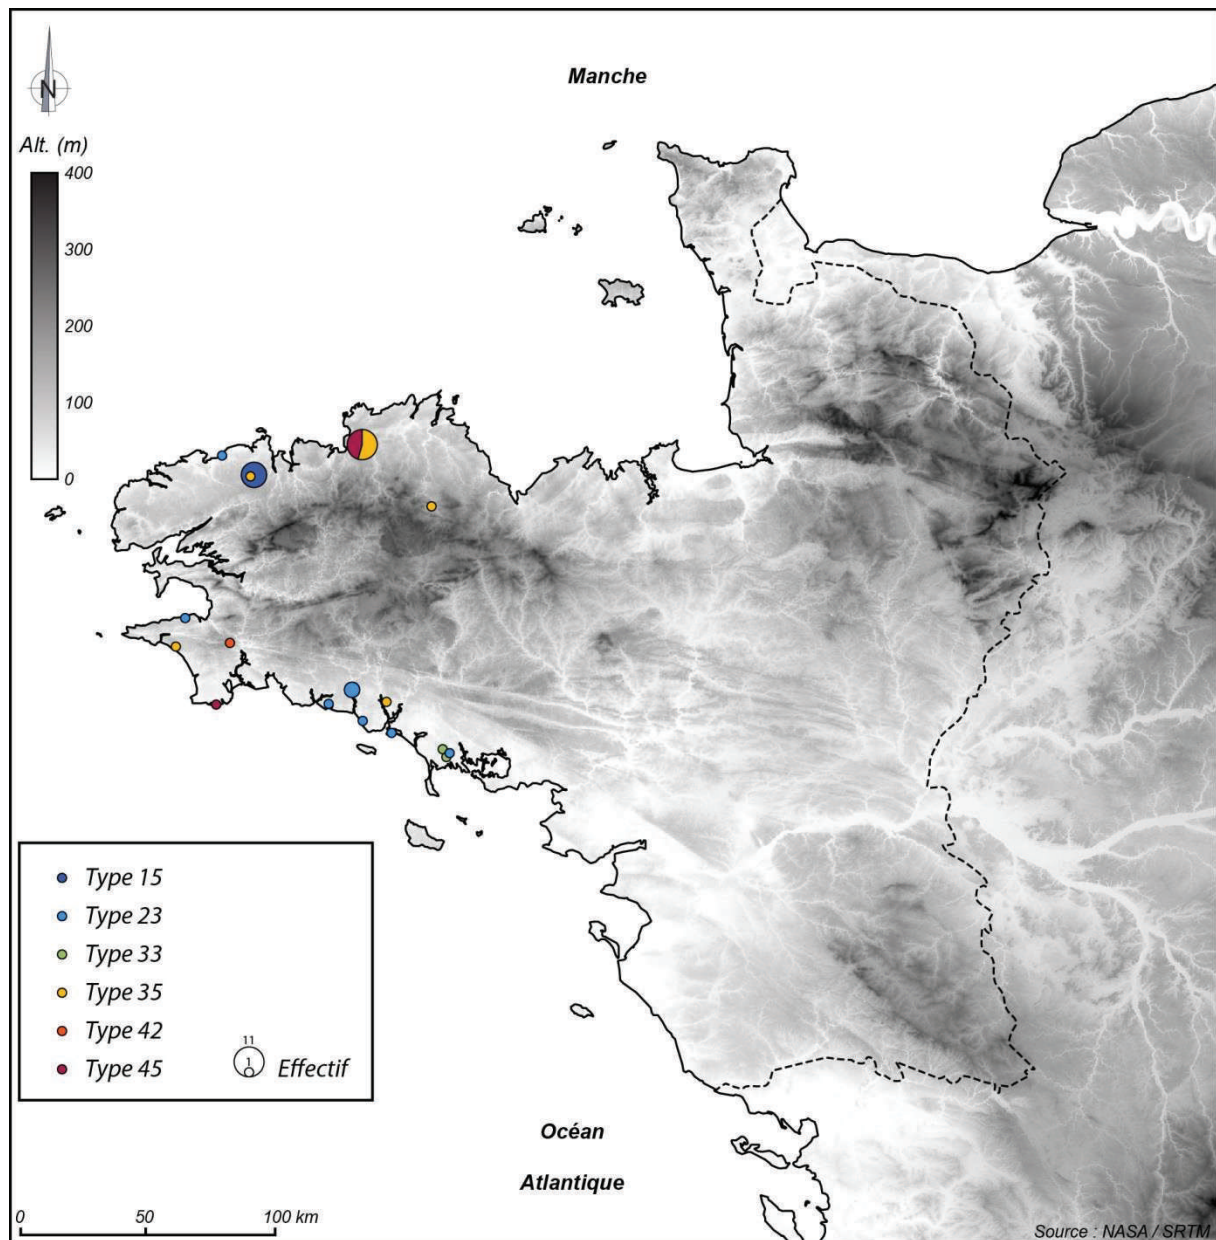 Manche
N
Alt. (m)
400
300
200
100
0
Type 15
Type 23
Type 33
Type 35
Type 42
Type 45
11
1
Effectif
Océan
Atlantique
0 50 100 km
Source : NASA / SRTM